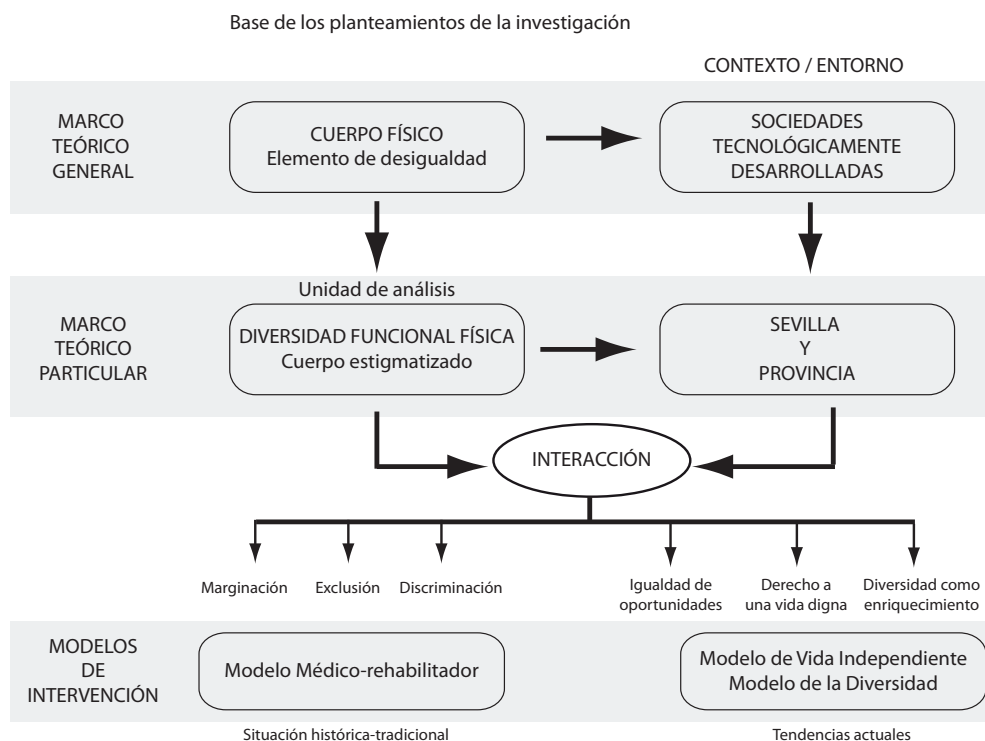 Base de los planteamientos de la investigación
CONTEXTO / ENTORNO
MARCO
TEÓRICO
GENERAL
CUERPO FÍSICO
Elemento de desigualdad
SOCIEDADES
TECNOLÓGICAMENTE
DESARROLLADAS
Unidad de análisis
MARCO
TEÓRICO
PARTICULAR
DIVERSIDAD FUNCIONAL FÍSICA
Cuerpo estigmatizado
SEVILLA
Y
PROVINCIA
INTERACCIÓN
Marginación
Exclusión
Discriminación
Igualdad de
oportunidades
Derecho a
una vida digna
Diversidad como
enriquecimiento
MODELOS
DE
INTERVENCIÓN
Modelo Médico-rehabilitador
Modelo de Vida Independiente
Modelo de la Diversidad
Situación histórica-tradicional
Tendencias actuales